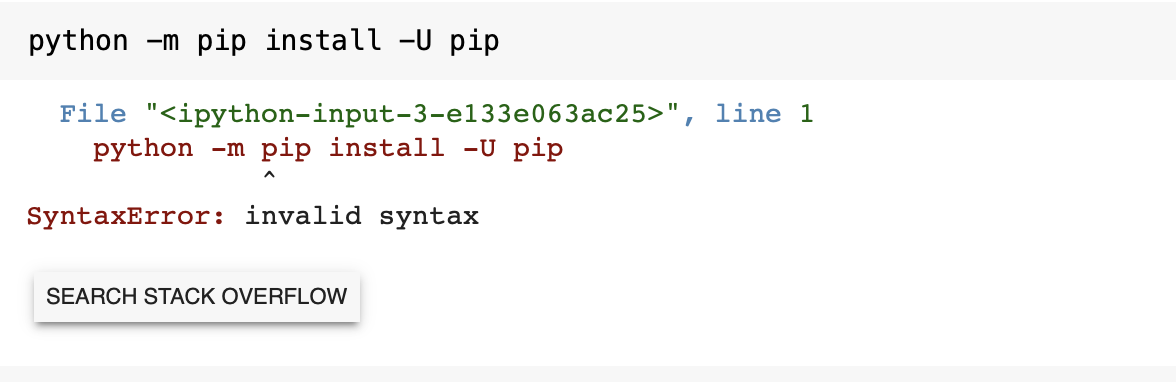 python -m pip install -U pip
File "<ipython-input-3-e133e063ac25>", line 1
python -m pip install -U pip
^
SyntaxError: invalid syntax
SEARCH STACK OVERFLOW